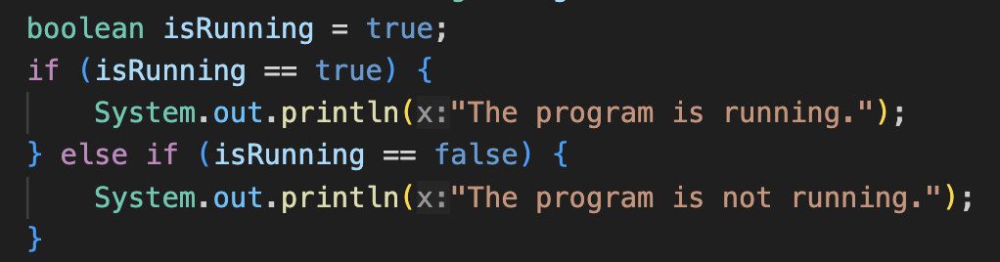 boolean isRunning = true;
if (isRunning == true) {
    System.out.println(x:"The program is running.");
} else if (isRunning == false) {
    System.out.println(x:"The program is not running.");
}